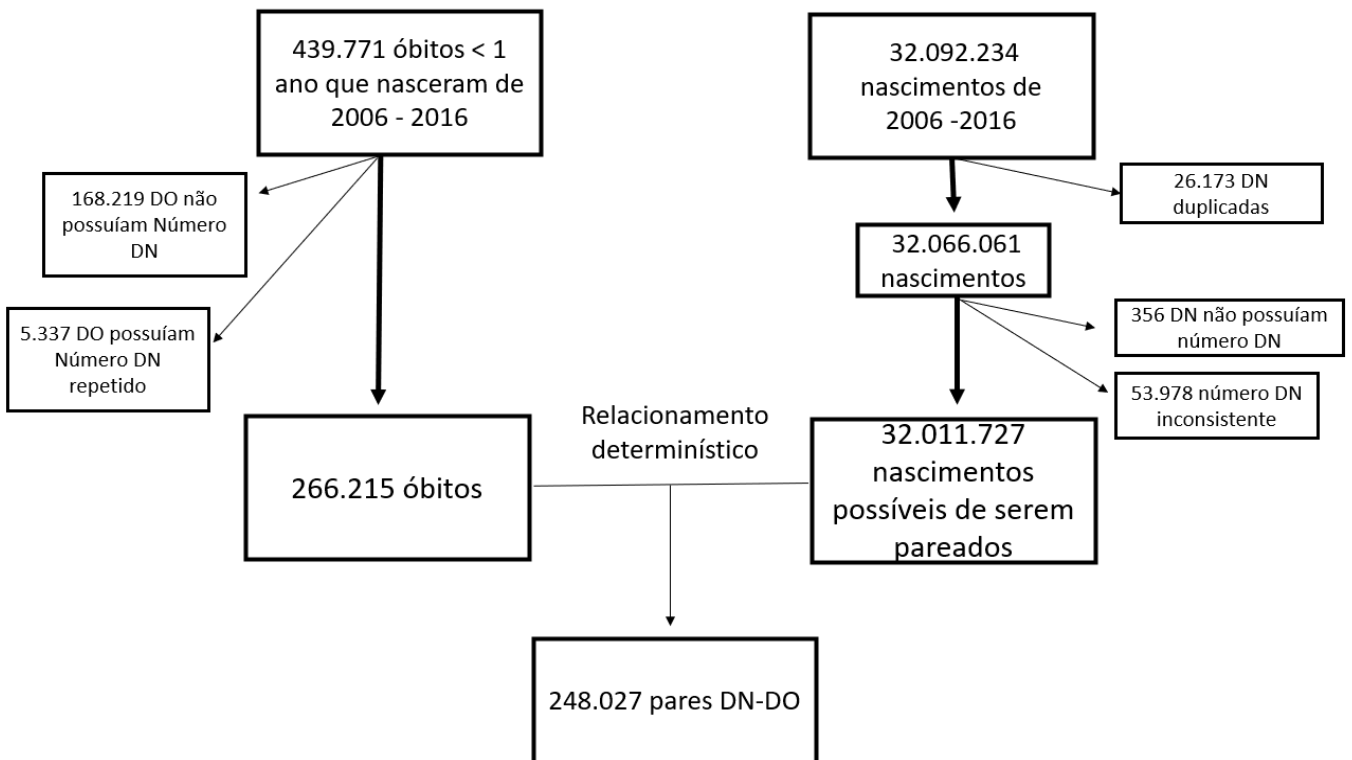 439.771 óbitos < 1
ano que nasceram de
2006 - 2016
32.092.234
nascimentos de
2006 -2016
168.219 DO não
possuíam Número
DN
26.173 DN
duplicadas
32.066.061
nascimentos
5.337 DO possuíam
Número DN
repetido
356 DN não possuíam
número DN
53.978 número DN
inconsistente
Relacionamento
determinístico
266.215 óbitos
32.011.727
nascimentos
possíveis de serem
pareados
248.027 pares DN-DO